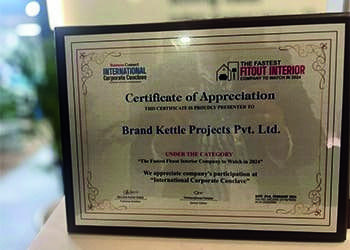 Business Connect
INTERNATIONAL
Corporate Conclave
THE FASTEST
FITOUT INTERIOR
COMPANY TO WATCH IN 2024
Certificate of Appreciation
THIS CERTIFICATE IS PROUDLY PRESENTED TO
Brand Kettle Projects Pvt. Ltd.
UNDER THE CATEGORY
"The Fastest Fitout Interior Company to Watch in 2024"
We appreciate company's participation at
"International Corporate Conclave"